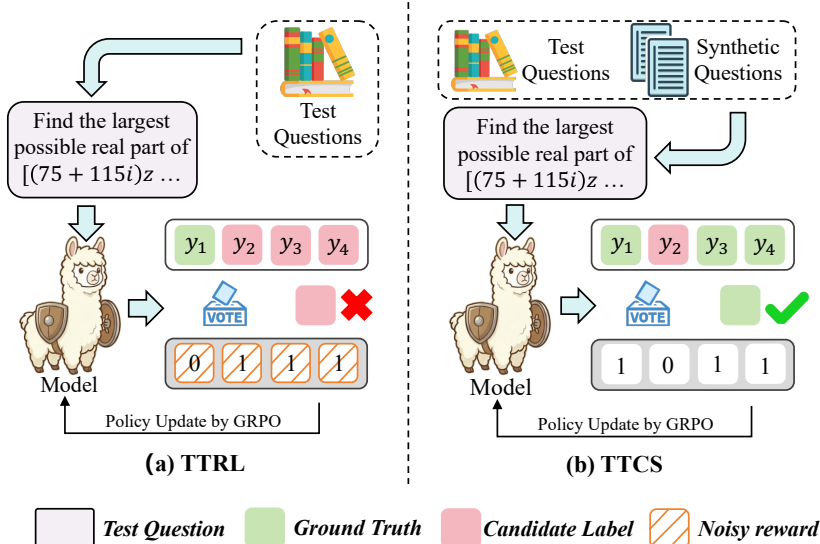 Test
Questions
Find the largest
possible real part of
[(75 + 115i)z ...
y₁ y₂ y₃ y₄
VOTE
0 1 1 1
Model
Policy Update by GRPO
(a) TTRL
Test
Questions
Synthetic
Questions
Find the largest
possible real part of
[(75 + 115i)z ...
y₁ y₂ y₃ y₄
VOTE
1 0 1 1
Model
Policy Update by GRPO
(b) TTCS
Test Question Ground Truth Candidate Label Noisy reward